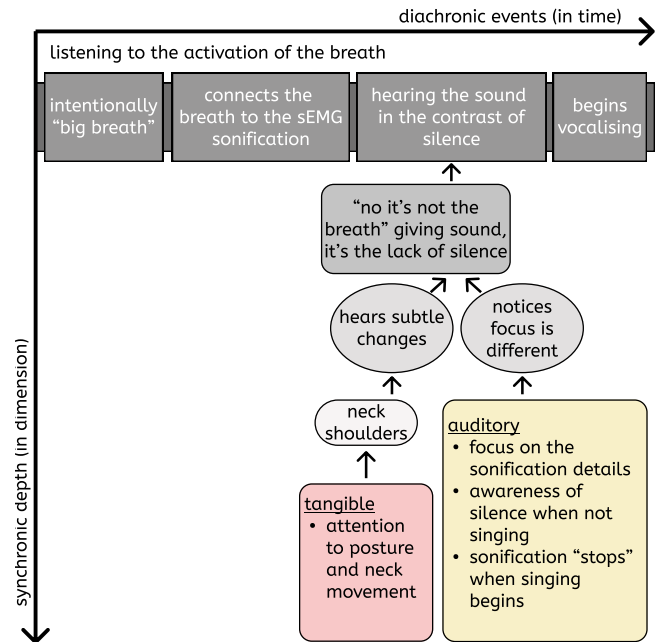 diachronic events (in time)
listening to the activation of the breath
intentionally
“big breath”
connects the
breath to the sEMG
sonification
hearing the sound
in the contrast of
silence
begins
vocalising
“no it’s not the
breath” giving sound,
it’s the lack of silence
hears subtle
changes
notices
focus is
different
neck
shoulders
tangible
• attention
to posture
and neck
movement
auditory
• focus on the
sonification details
• awareness of
silence when not
singing
• sonification “stops”
when singing
begins
synchronic depth (in dimension)